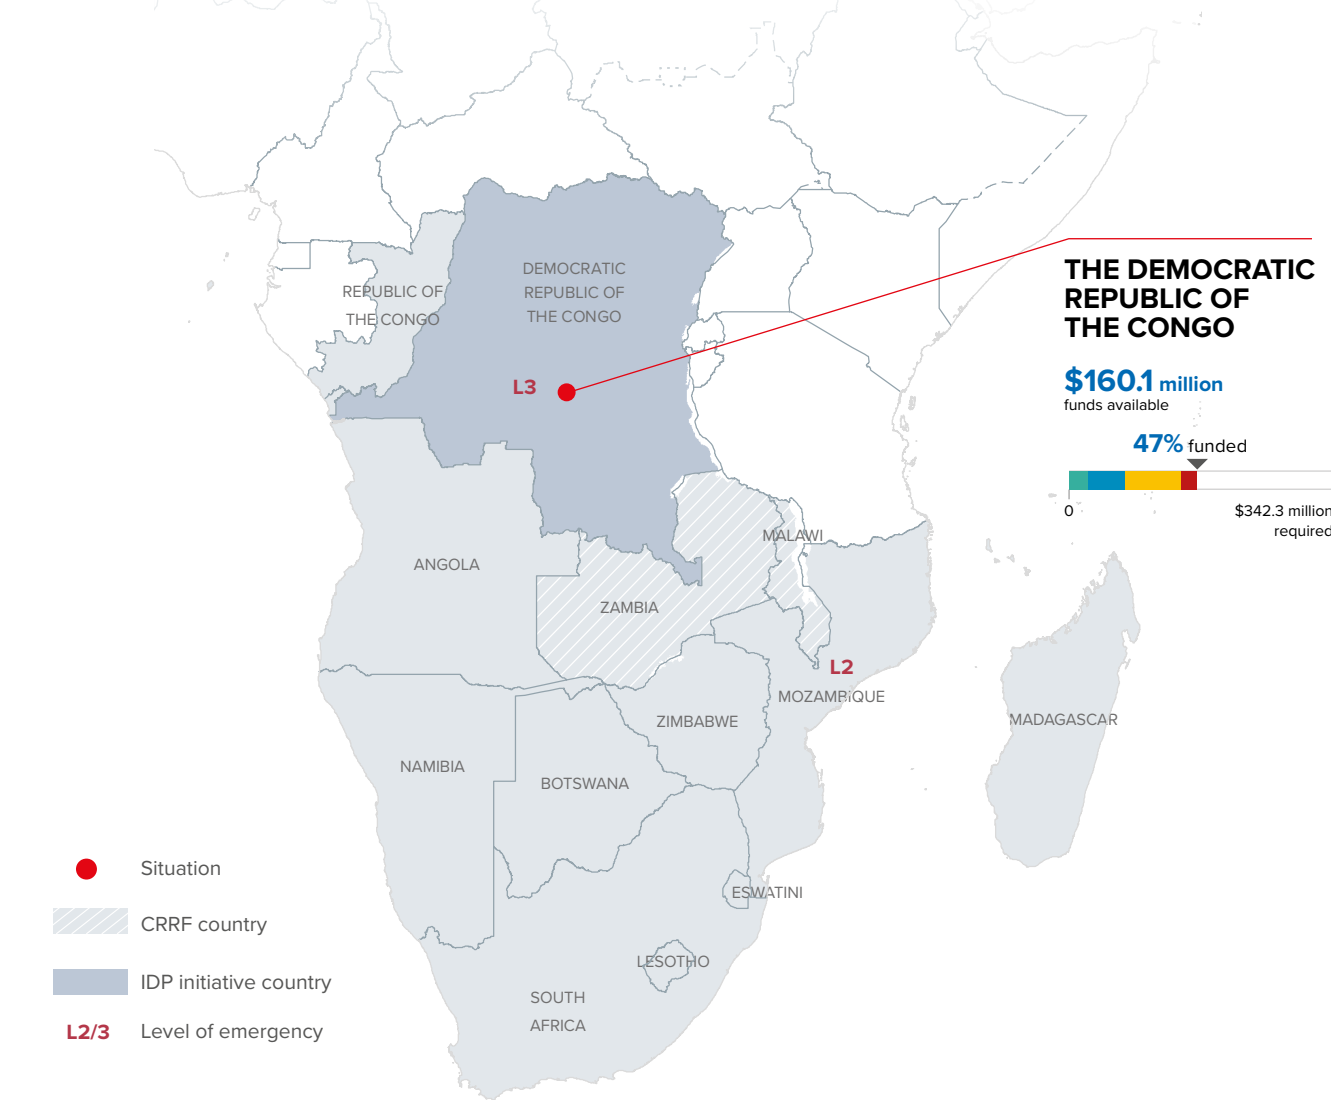 DEMOCRATIC
REPUBLIC OF
THE CONGO
REPUBLIC OF
THE CONGO
L3
THE DEMOCRATIC
REPUBLIC OF
THE CONGO
$160.1 million
funds available
47% funded
0
$342.3 million
required
MALAWI
ANGOLA
ZAMBIA
L2
MOZAMBIQUE
ZIMBABWE
MADAGASCAR
NAMIBIA
BOTSWANA
ESWATINI
LESOTHO
SOUTH
AFRICA
Situation
CRRF country
IDP initiative country
L2/3 Level of emergency